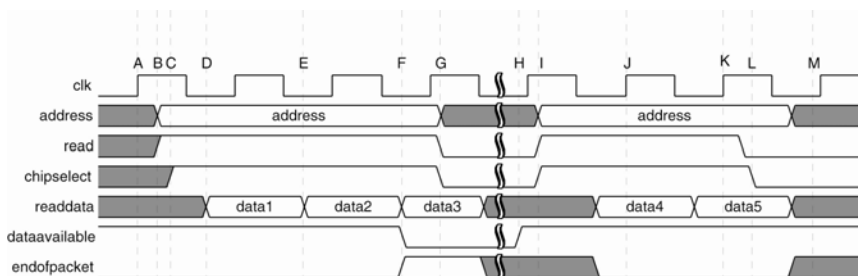 A B C D E F G H I J K L M
clk
address address address
read
chipselect
readdata data1 data2 data3 data4 data5
dataavailable
endofpacket